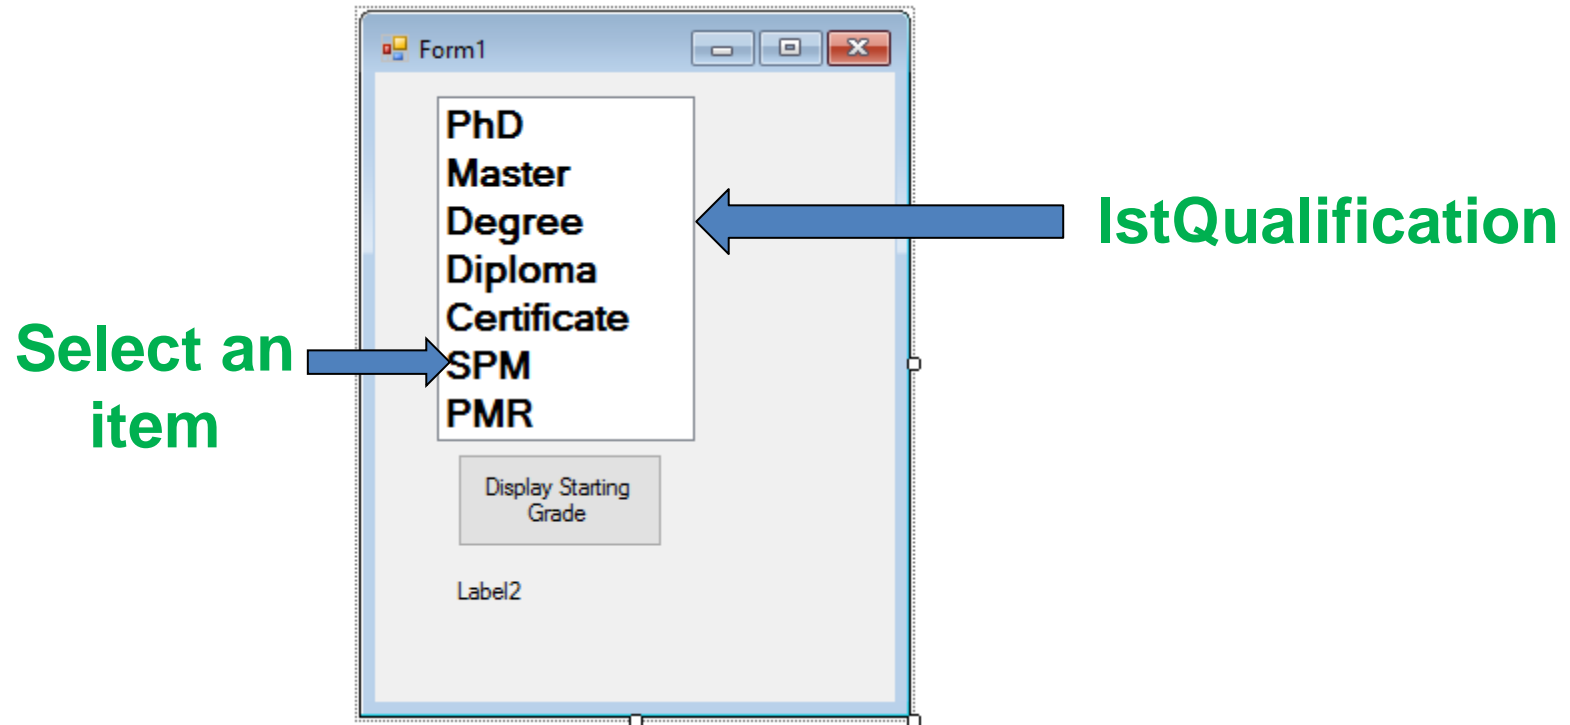 Form1
PhD
Master
Degree
Diploma
Certificate
SPM
PMR
Display Starting
Grade
Label2
Select an
item
lstQualification